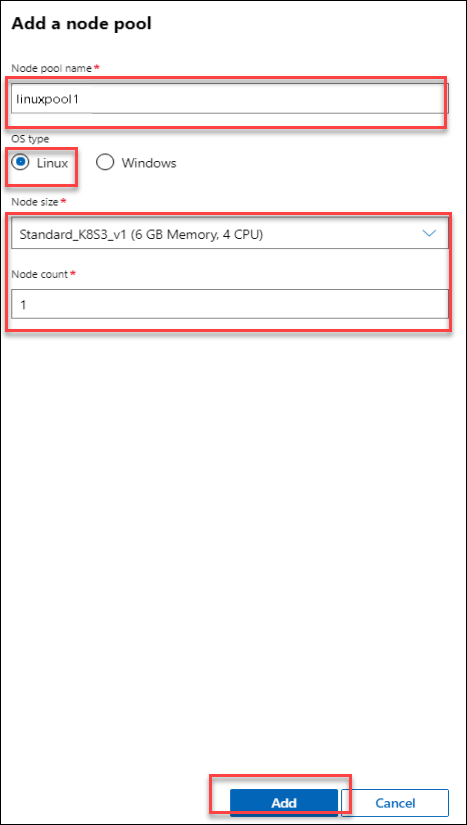 Add a node pool
Node pool name*
linuxpool1
OS type
Linux Windows
Node size*
Standard_K8S3_v1 (6 GB Memory, 4 CPU)
Node count*
1
Add Cancel